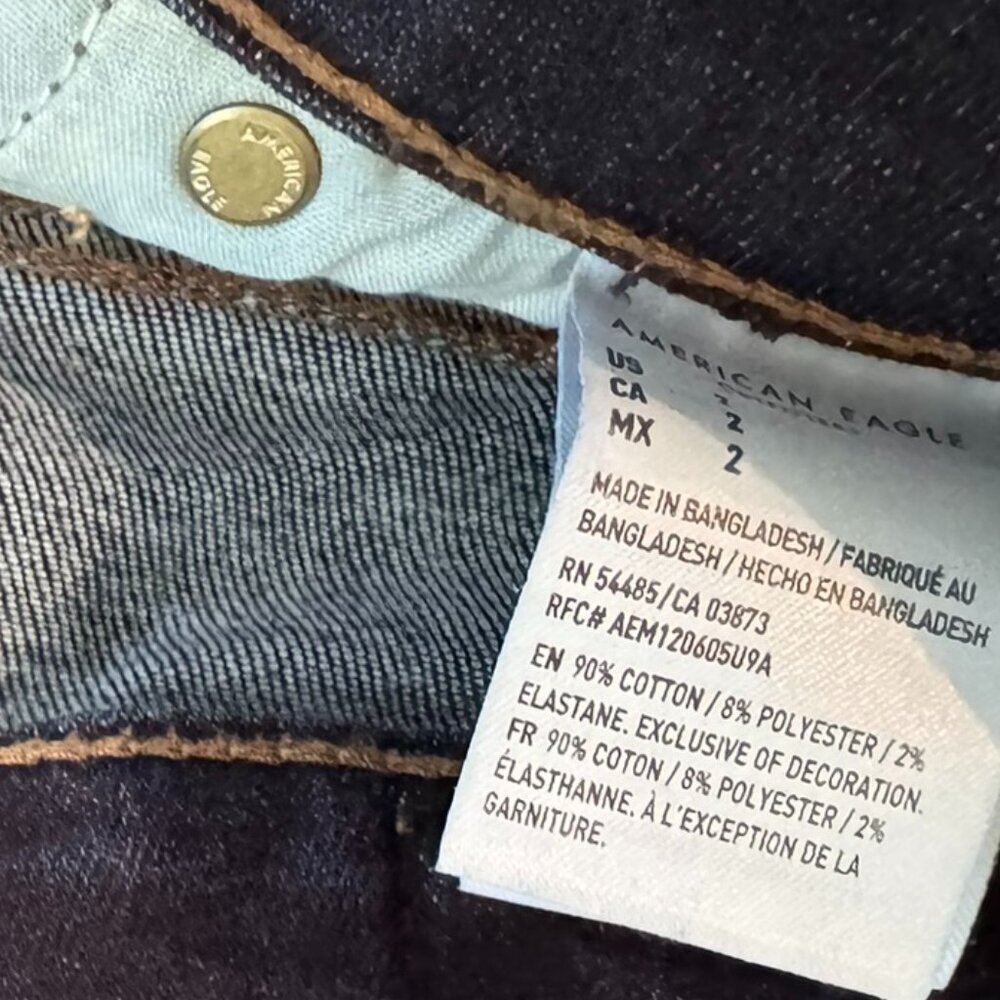 AMERICAN
EAGLE
AMERICAN EAGLE
US 2
CA 2
MX 2
MADE IN BANGLADESH / FABRIQUÉ AU
BANGLADESH / HECHO EN BANGLADESH
RN 54485 / CA 03873
RFC# AEM120605U9A
EN 90% COTTON / 8% POLYESTER / 2%
ELASTANE. EXCLUSIVE OF DECORATION.
FR 90% COTON / 8% POLYESTER / 2%
ÉLASTHANNE. À L'EXCEPTION DE LA
GARNITURE.